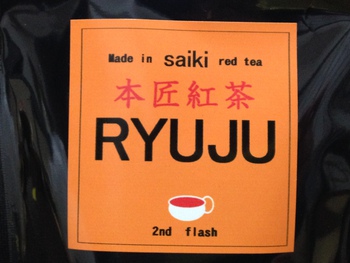 Made in saiki red tea
本匠紅茶
RYUJU
2nd flash